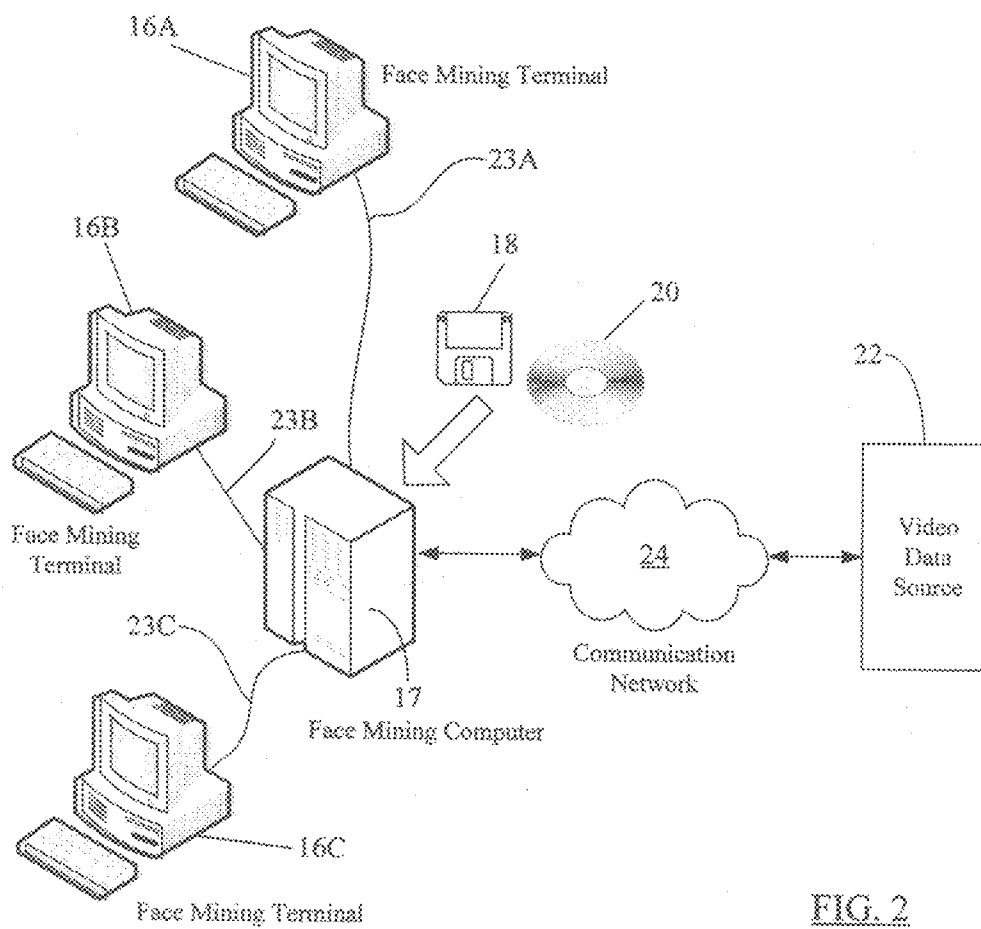 16A
Face Mining Terminal
23A
16B
18
20
22
23B
Face Mining
Terminal
24
Video
Data
Source
23C
Communication
Network
17
Face Mining Computer
16C
Face Mining Terminal
FIG. 2